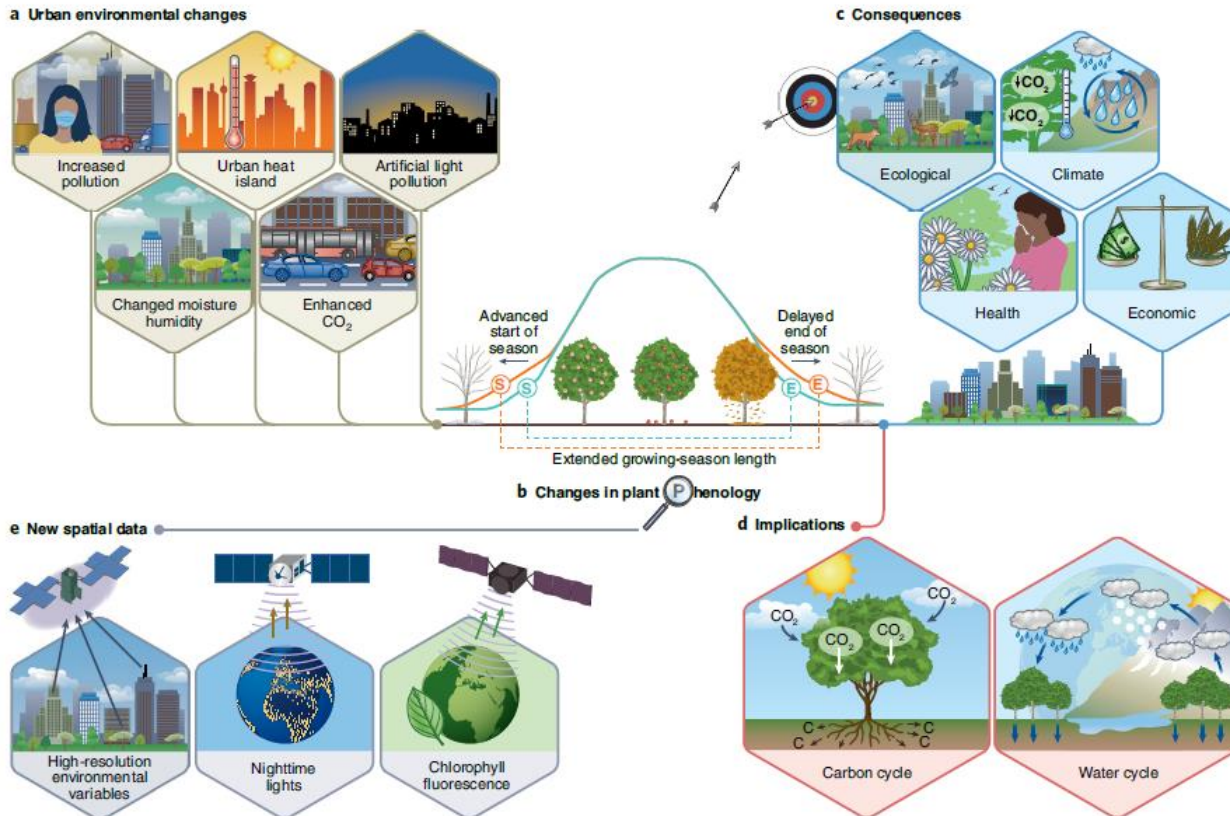 a Urban environmental changes
Increased
pollution
Urban heat
island
Artificial light
pollution
Changed moisture
humidity
Enhanced
CO₂
c Consequences
↓CO₂
↓CO₂
Ecological
Climate
Health
Economic
Advanced
start of
season
Delayed
end of
season
S
S
E
E
Extended growing-season length
b Changes in plant Phenology
e New spatial data
High-resolution
environmental
variables
Nighttime
lights
Chlorophyll
fluorescence
d Implications
CO₂
CO₂
CO₂
CO₂
C
C
C
C
Carbon cycle
Water cycle